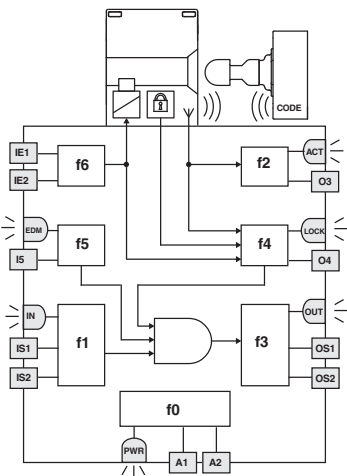 CODE
IE1
IE2
f6
f2
ACT
O3
EDM
I5
f5
f4
LOCK
O4
IN
IS1
IS2
f1
f3
OUT
OS1
OS2
f0
PWR
A1
A2